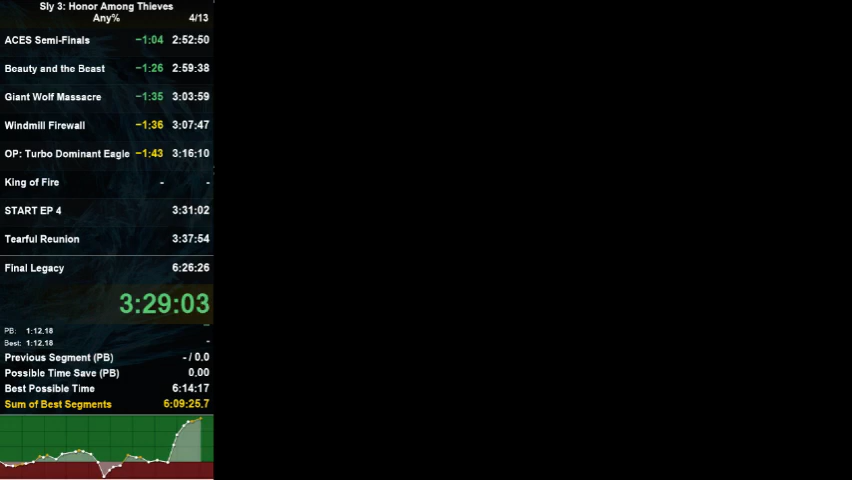 Sly 3: Honor Among Thieves
Any% 4/13
ACES Semi-Finals −1:04 2:52:50
Beauty and the Beast −1:26 2:59:38
Giant Wolf Massacre −1:35 3:03:59
Windmill Firewall −1:36 3:07:47
OP: Turbo Dominant Eagle −1:43 3:16:10
King of Fire - -
START EP 4 3:31:02
Tearful Reunion 3:37:54
Final Legacy 6:26:26
3:29:03
PB: 1:12.18
Best: 1:12.18 -
Previous Segment (PB) - / 0.0
Possible Time Save (PB) 0.00
Best Possible Time 6:14:17
Sum of Best Segments 6:09:25.7